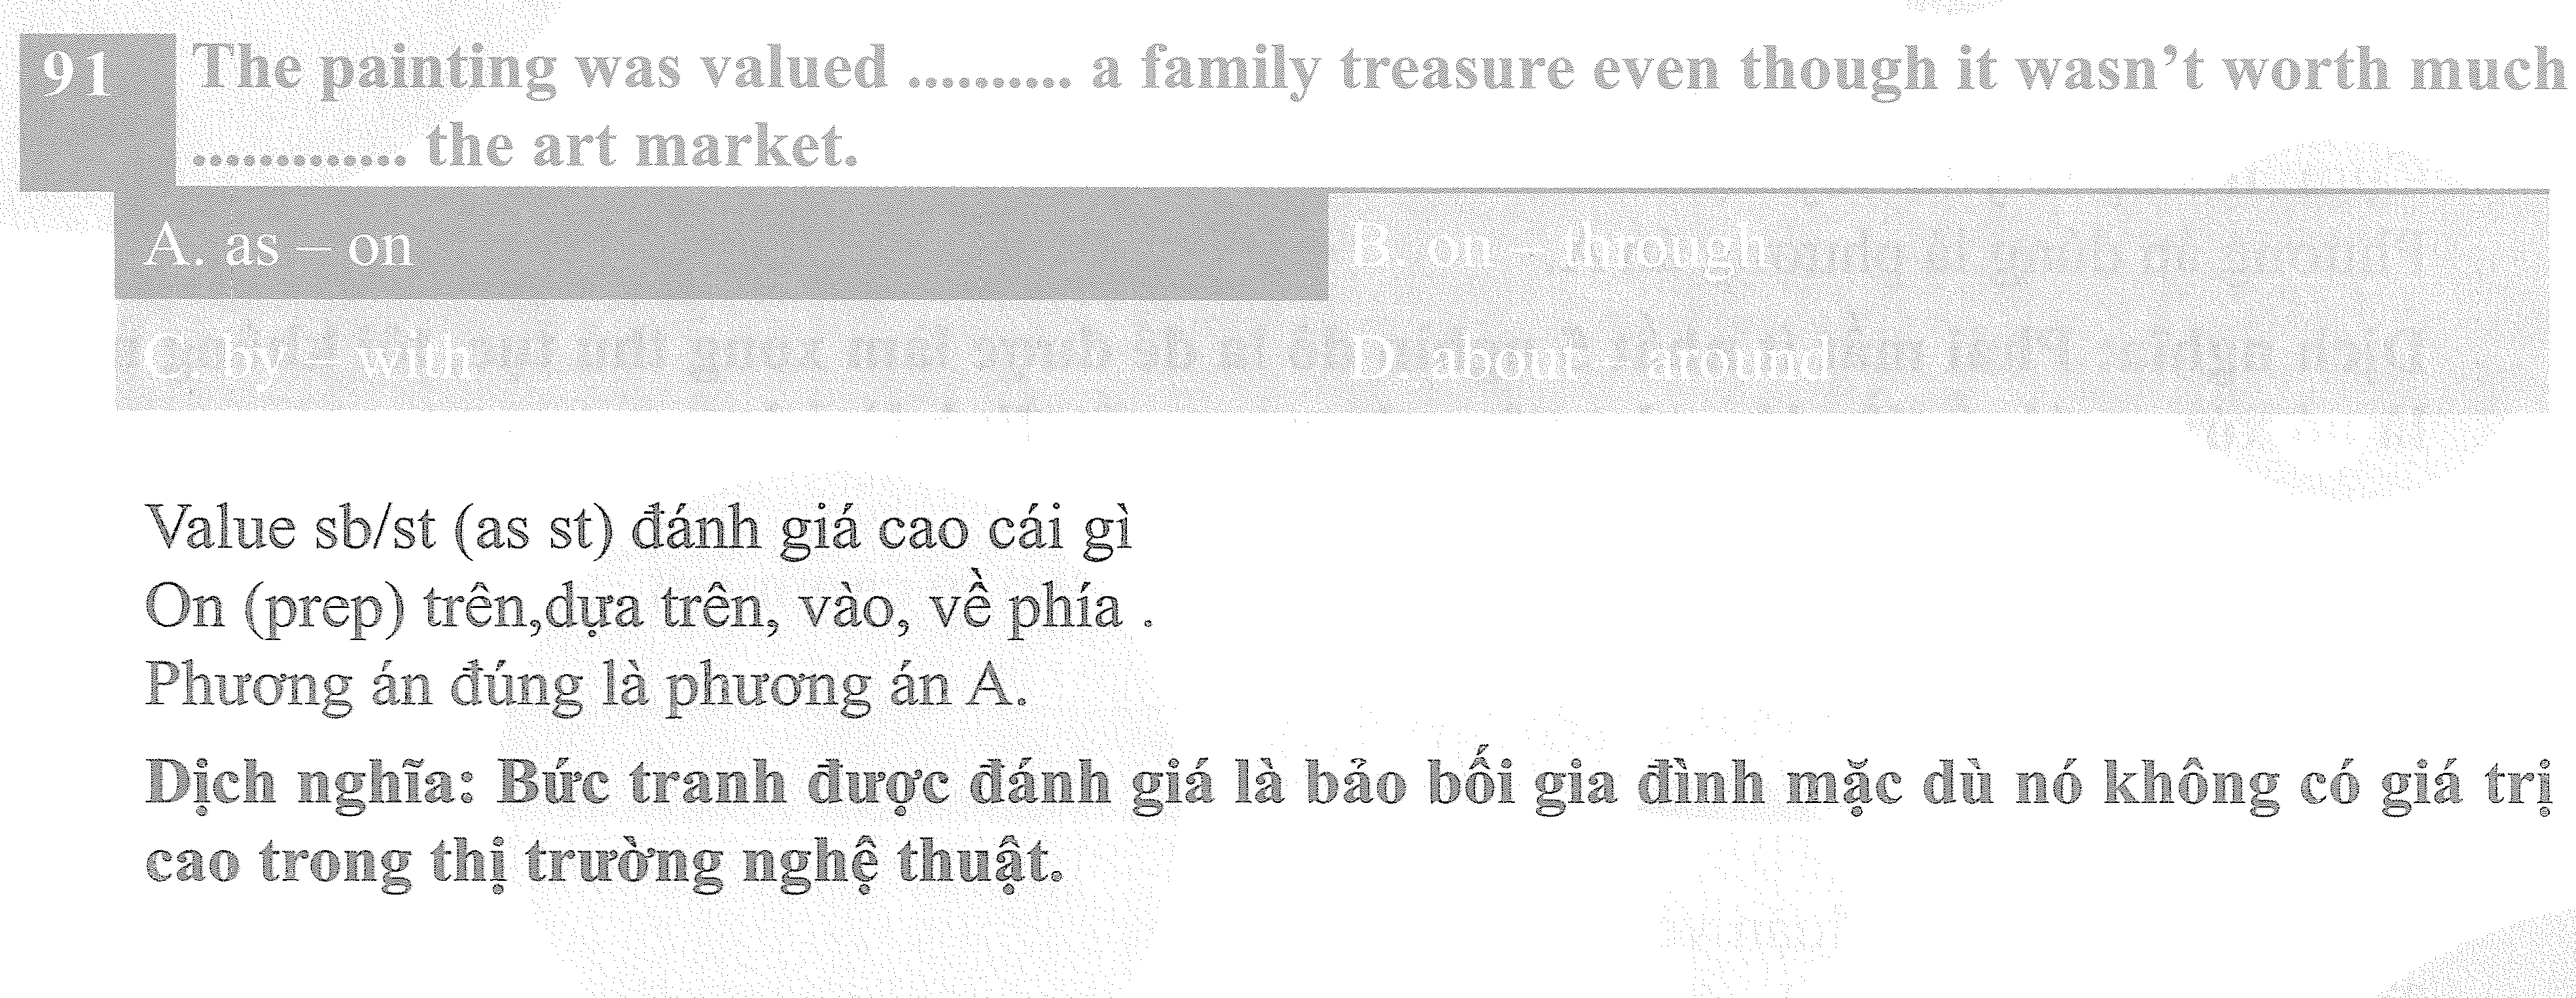 91 The painting was valued .......... a family treasure even though it wasn’t worth much
............. the art market.
A. as – on
B. on – through
C. by – with
D. about – around
Value sb/st (as st) đánh giá cao cái gì
On (prep) trên,dựa trên, vào, về phía .
Phương án đúng là phương án A.
Dịch nghĩa: Bức tranh được đánh giá là bảo bối gia đình mặc dù nó không có giá trị
cao trong thị trường nghệ thuật.